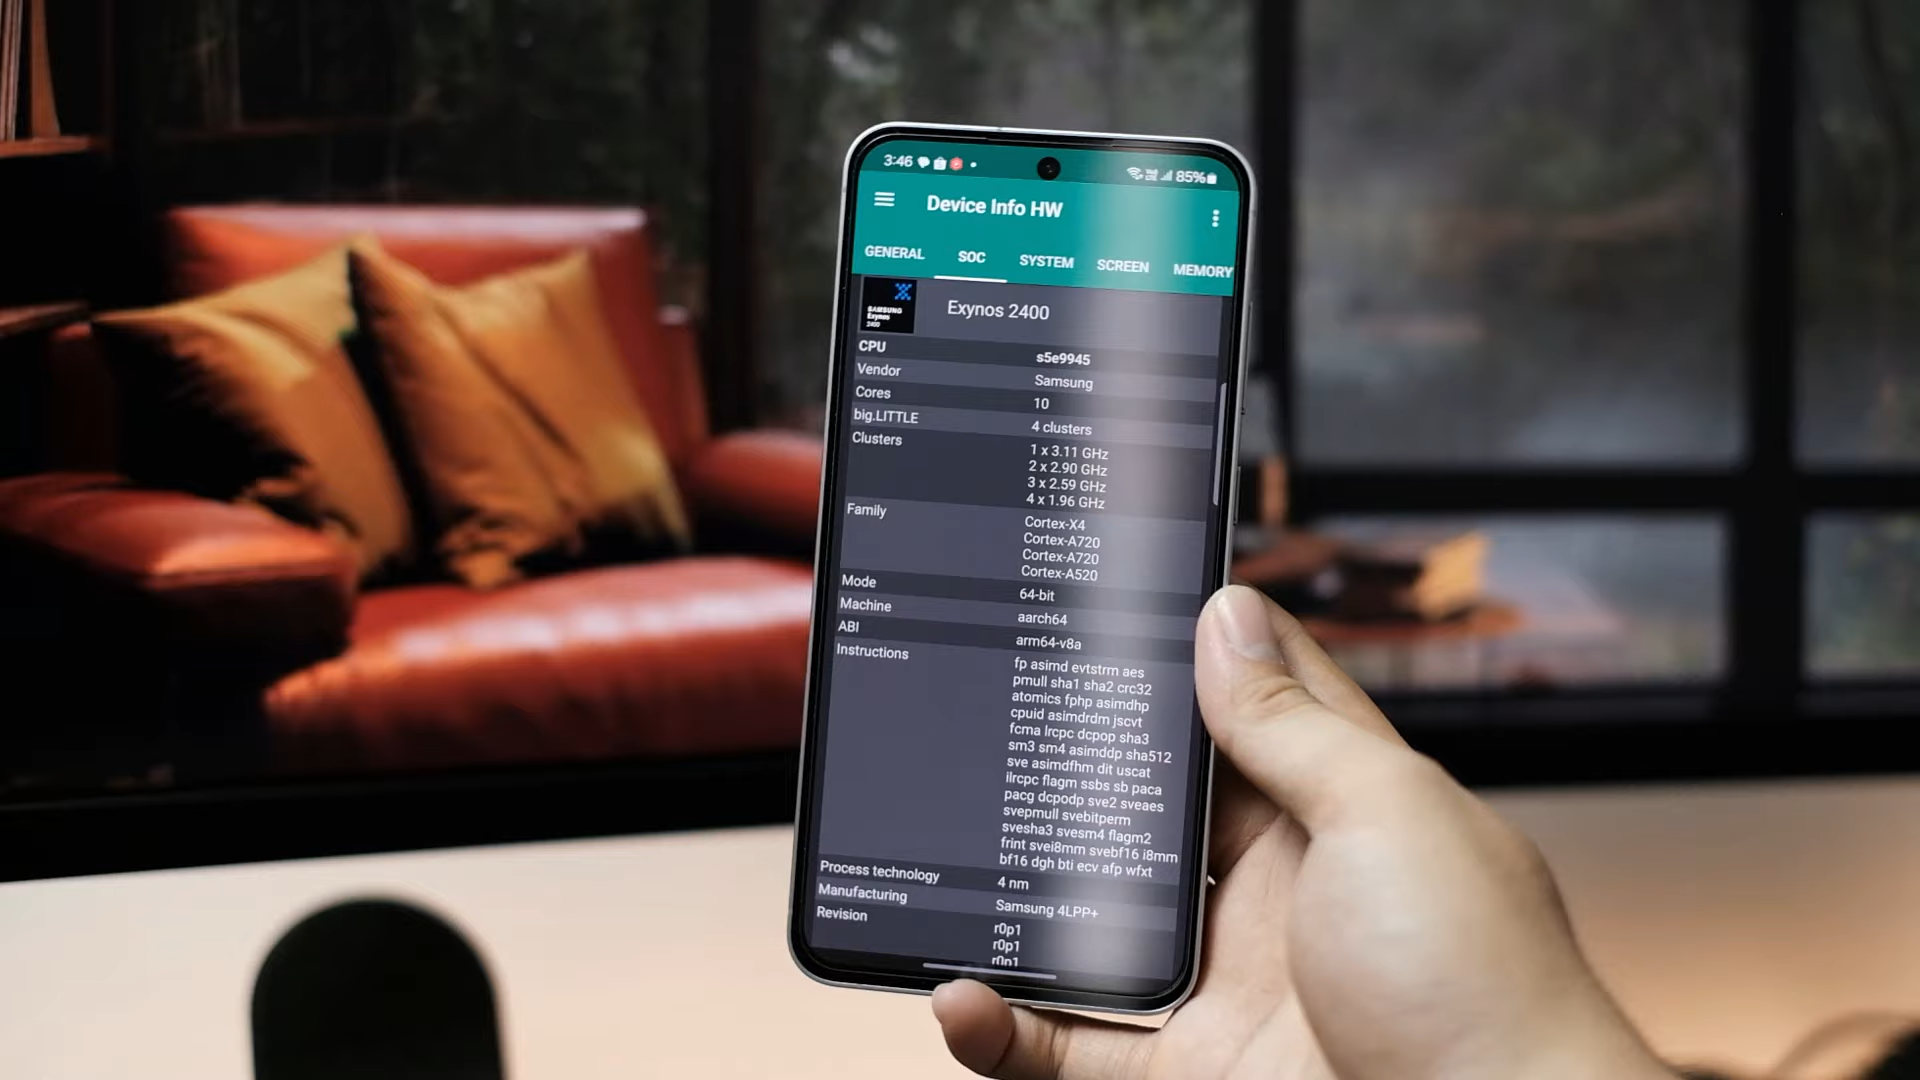 3:46 85%
Device Info HW
GENERAL SOC SYSTEM SCREEN MEMORY
SAMSUNG
Exynos
2400
Exynos 2400
CPU s5e9945
Vendor Samsung
Cores 10
big.LITTLE 4 clusters
Clusters 1 x 3.11 GHz
2 x 2.90 GHz
3 x 2.59 GHz
4 x 1.96 GHz
Family Cortex-X4
Cortex-A720
Cortex-A720
Cortex-A520
Mode 64-bit
Machine aarch64
ABI arm64-v8a
Instructions fp asimd evtstrm aes
pmull sha1 sha2 crc32
atomics fphp asimdhp
cpuid asimdrdm jscvt
fcma lrcpc dcpop sha3
sm3 sm4 asimddp sha512
sve asimdfhm dit uscat
ilrcpc flagm ssbs sb paca
pacg dcpodp sve2 sveaes
svepmull svebitperm
svesha3 svesm4 flagm2
frint svei8mm svebf16 i8mm
bf16 dgh bti ecv afp wfxt
Process technology 4 nm
Manufacturing Samsung 4LPP+
Revision r0p1
r0p1
r0p1